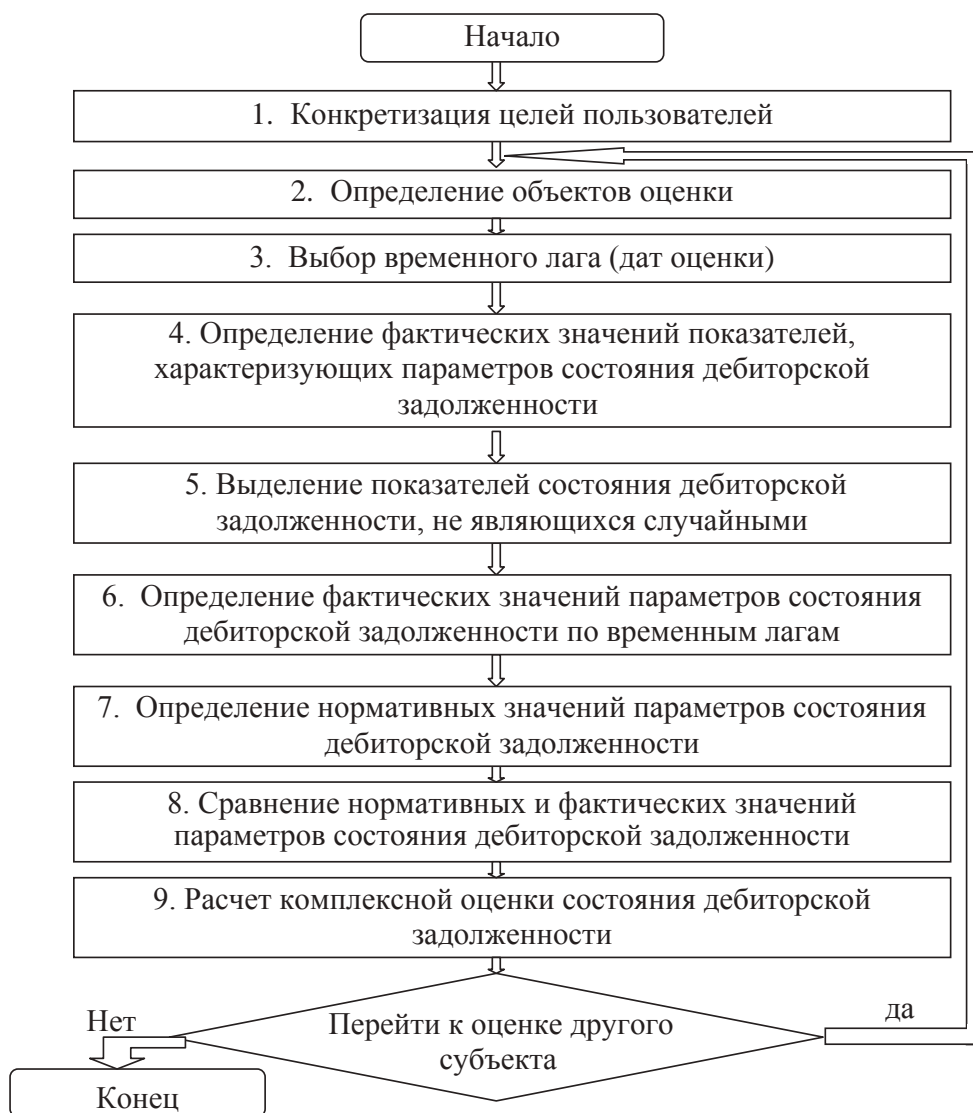 Начало
1. Конкретизация целей пользователей
2. Определение объектов оценки
3. Выбор временного лага (дат оценки)
4. Определение фактических значений показателей,
характеризующих параметров состояния дебиторской
задолженности
5. Выделение показателей состояния дебиторской
задолженности, не являющихся случайными
6. Определение фактических значений параметров состояния
дебиторской задолженности по временным лагам
7. Определение нормативных значений параметров состояния
дебиторской задолженности
8. Сравнение нормативных и фактических значений
параметров состояния дебиторской задолженности
9. Расчет комплексной оценки состояния дебиторской
задолженности
Нет
Перейти к оценке другого
субъекта
да
Конец